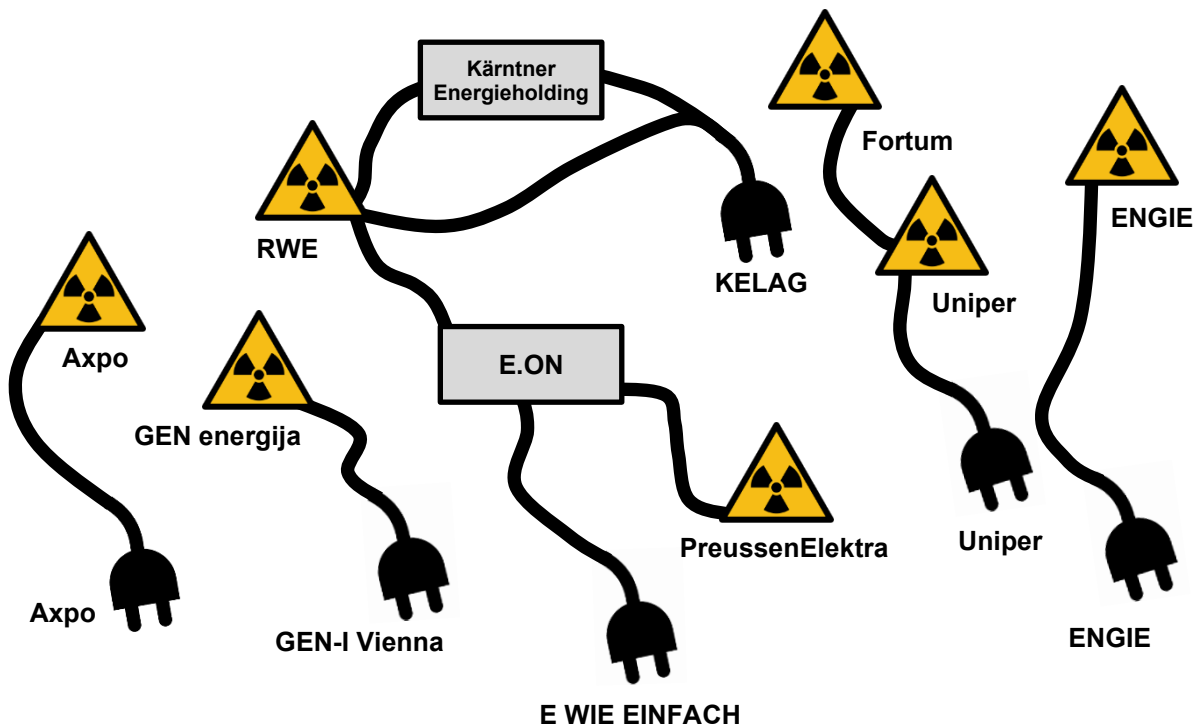 Kärntner
Energieholding
Fortum
RWE
ENGIE
KELAG
Uniper
Axpo
E.ON
GEN energija
PreussenElektra
Uniper
Axpo
GEN-I Vienna
ENGIE
E WIE EINFACH